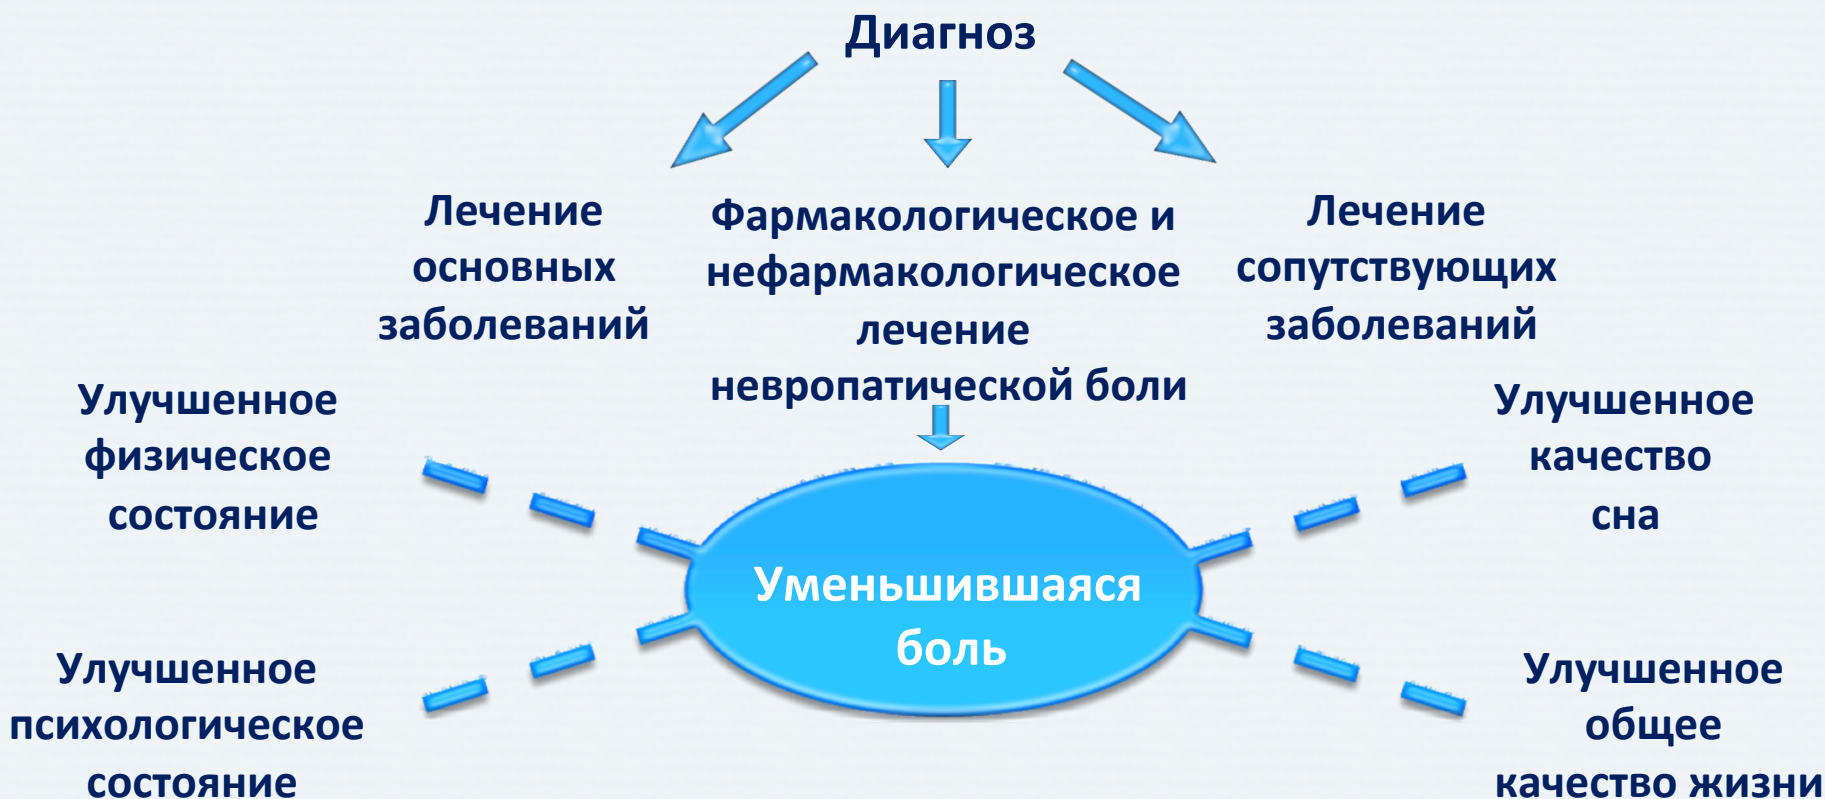 Диагноз
Лечение
основных
заболеваний
Фармакологическое и
нефармакологическое
лечение
невропатической боли
Лечение
сопутствующих
заболеваний
Улучшенное
физическое
состояние
Улучшенное
качество
сна
Уменьшившаяся
боль
Улучшенное
психологическое
состояние
Улучшенное
общее
качество жизни